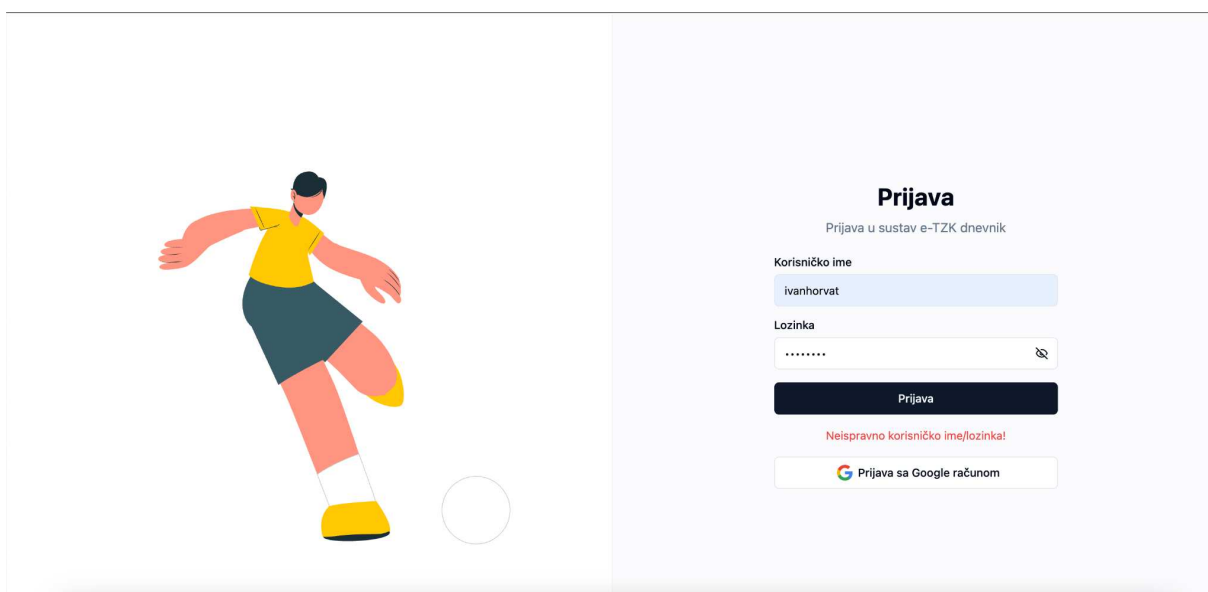 Prijava
Prijava u sustav e-TZK dnevnik
Korisničko ime
ivanhorvat
Lozinka
••••••••
Prijava
Neispravno korisničko ime/lozinka!
Prijava sa Google računom